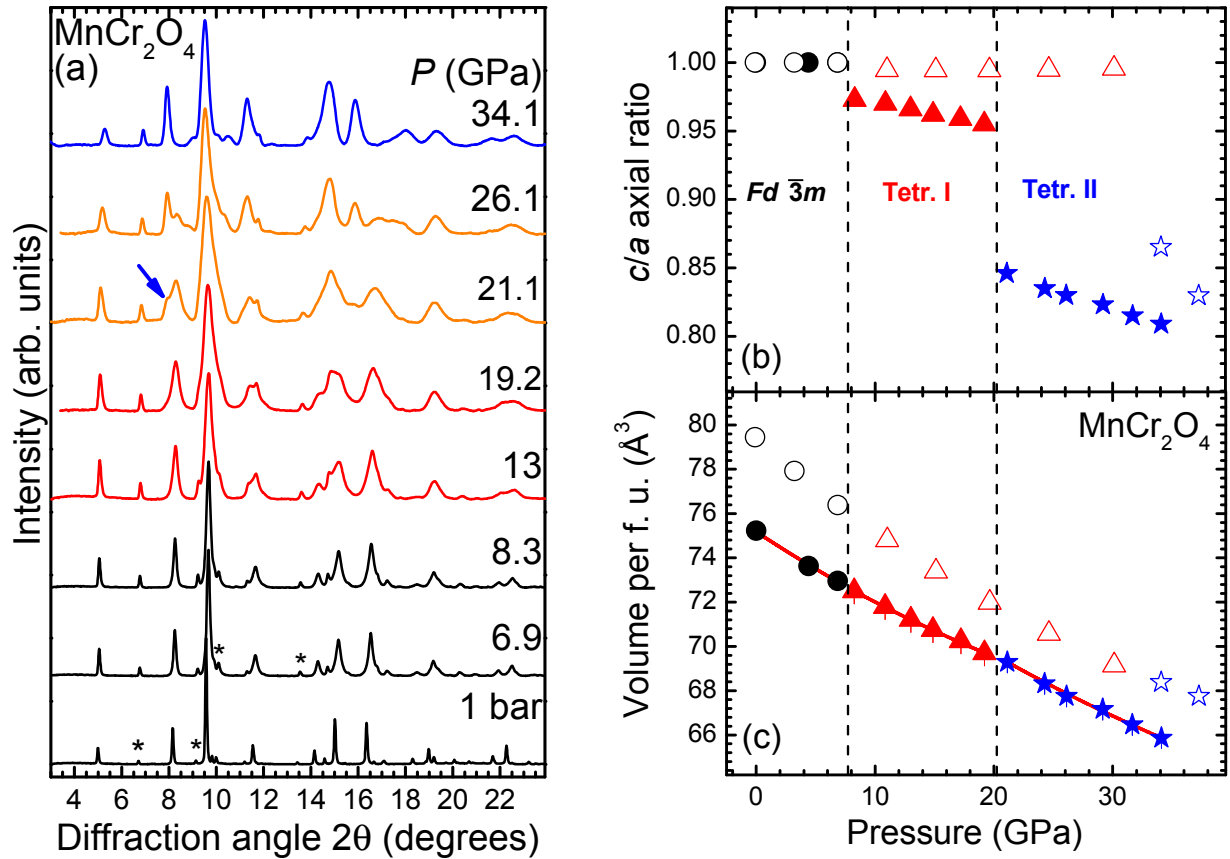 MnCr₂O₄
(a)
P (GPa)
34.1
26.1
21.1
19.2
13
8.3
6.9
* *
1 bar
* *
Intensity (arb. units)
4 6 8 10 12 14 16 18 20 22
Diffraction angle 2θ (degrees)
c/a axial ratio
1.00
0.95
0.90
0.85
0.80
Fd 3̅m
Tetr. I
Tetr. II
(b)
Volume per f. u. (Å³)
80
78
76
74
72
70
68
66
MnCr₂O₄
(c)
0 10 20 30
Pressure (GPa)